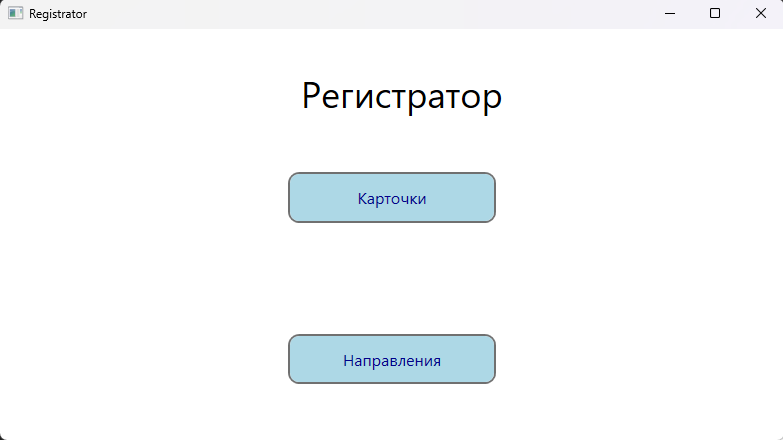 Registrator
Регистратор
Карточки
Направления